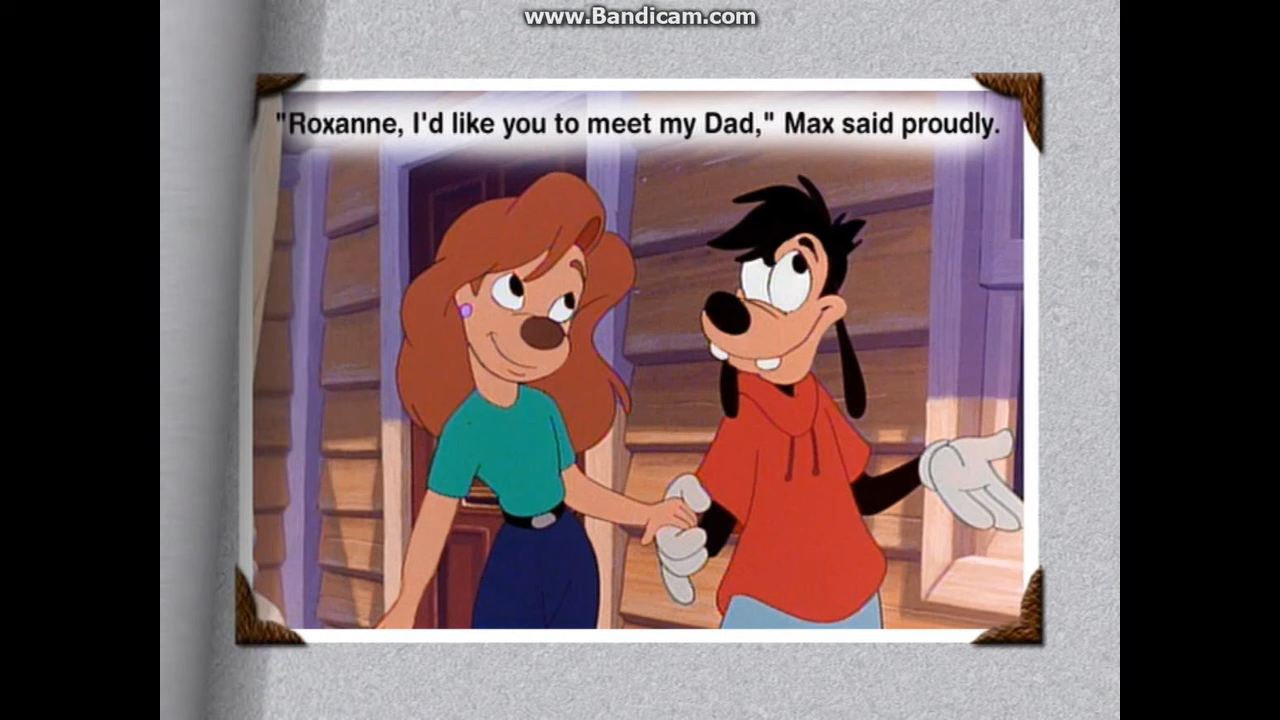 www.Bandicam.com
"Roxanne, I'd like you to meet my Dad," Max said proudly.